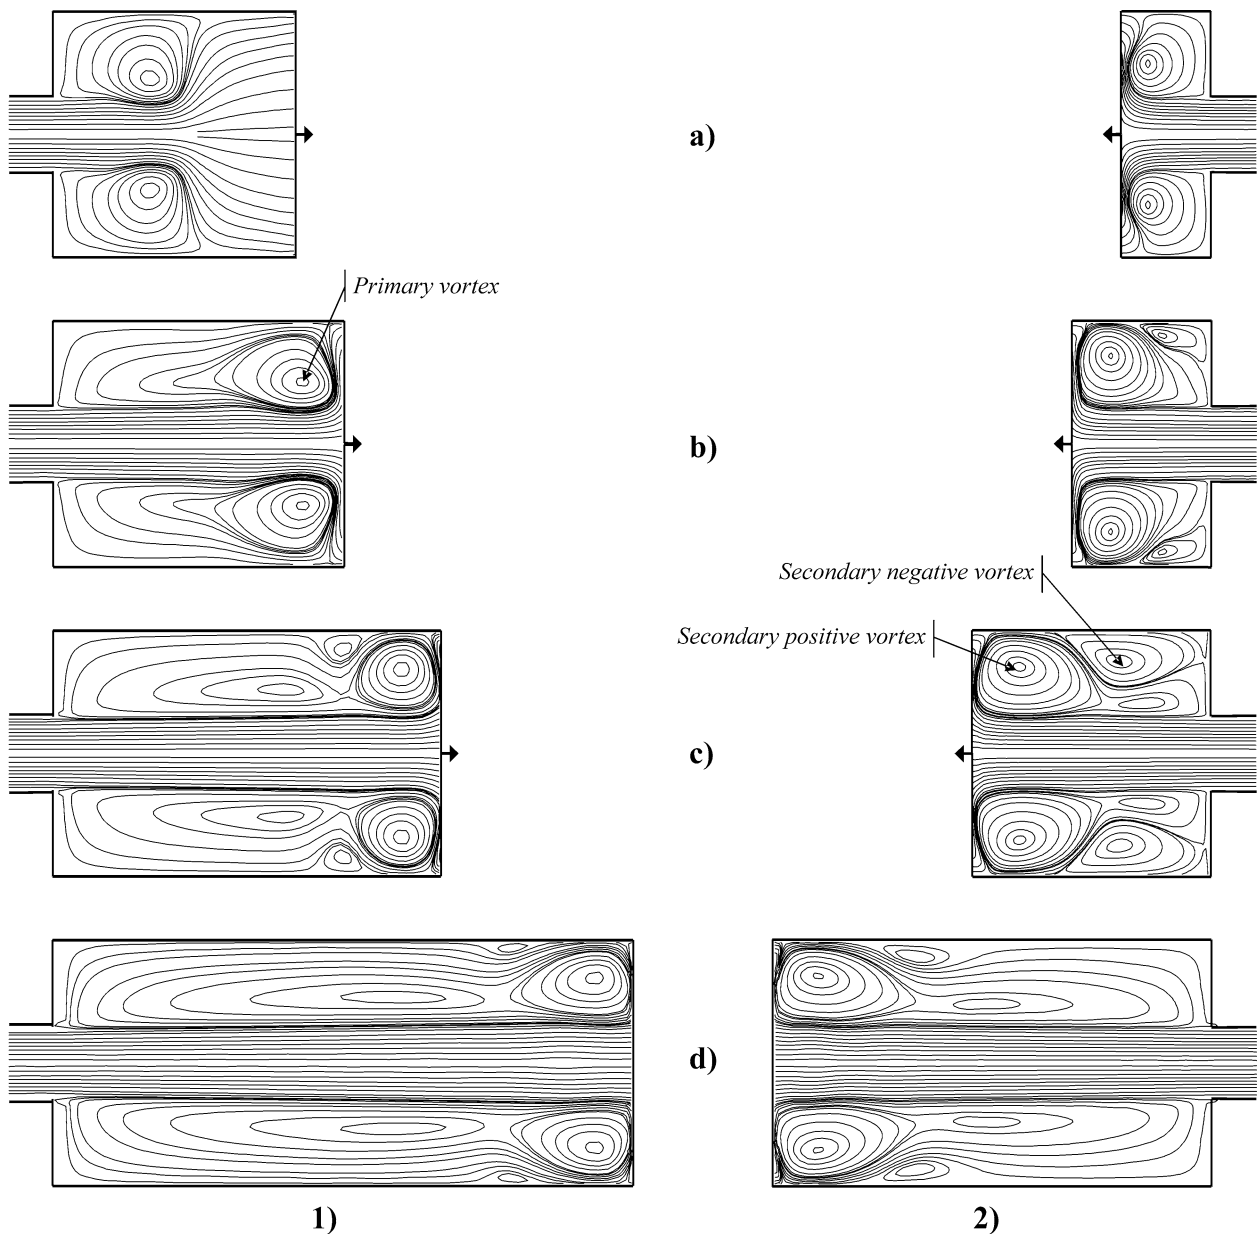 a)
Primary vortex
b)
Secondary negative vortex
Secondary positive vortex
c)
d)
1)
2)